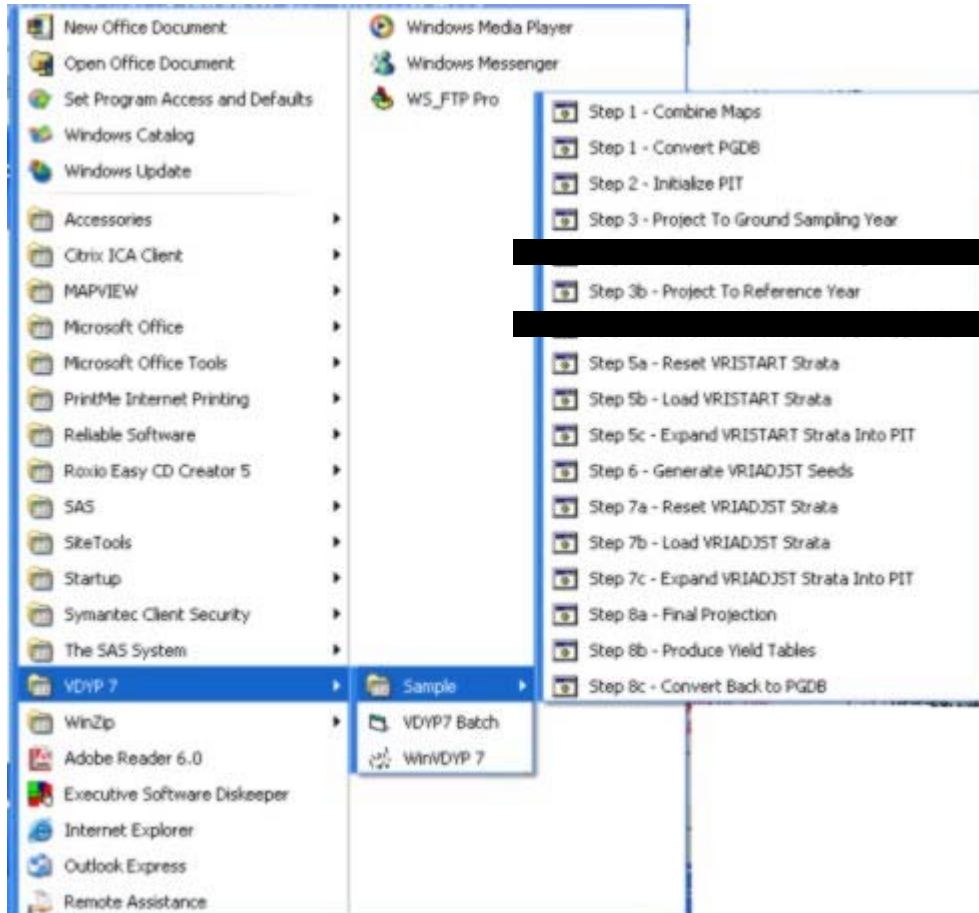 New Office Document
Open Office Document
Set Program Access and Defaults
Windows Catalog
Windows Update
Accessories
Citrix ICA Client
MAPVIEW
Microsoft Office
Microsoft Office Tools
PrintMe Internet Printing
Reliable Software
Roxio Easy CD Creator 5
SAS
SiteTools
Startup
Symantec Client Security
The SAS System
VDYP 7
WinZip
Adobe Reader 6.0
Executive Software Diskeeper
Internet Explorer
Outlook Express
Remote Assistance
Windows Media Player
Windows Messenger
WS_FTP Pro
Sample
VDYP7 Batch
WinVDYP 7
Step 1 - Combine Maps
Step 1 - Convert PGDB
Step 2 - Initialize PIT
Step 3 - Project To Ground Sampling Year
Step 3b - Project To Reference Year
Step 5a - Reset VRISTART Strata
Step 5b - Load VRISTART Strata
Step 5c - Expand VRISTART Strata Into PIT
Step 6 - Generate VRIADJST Seeds
Step 7a - Reset VRIADJST Strata
Step 7b - Load VRIADJST Strata
Step 7c - Expand VRIADJST Strata Into PIT
Step 8a - Final Projection
Step 8b - Produce Yield Tables
Step 8c - Convert Back to PGDB